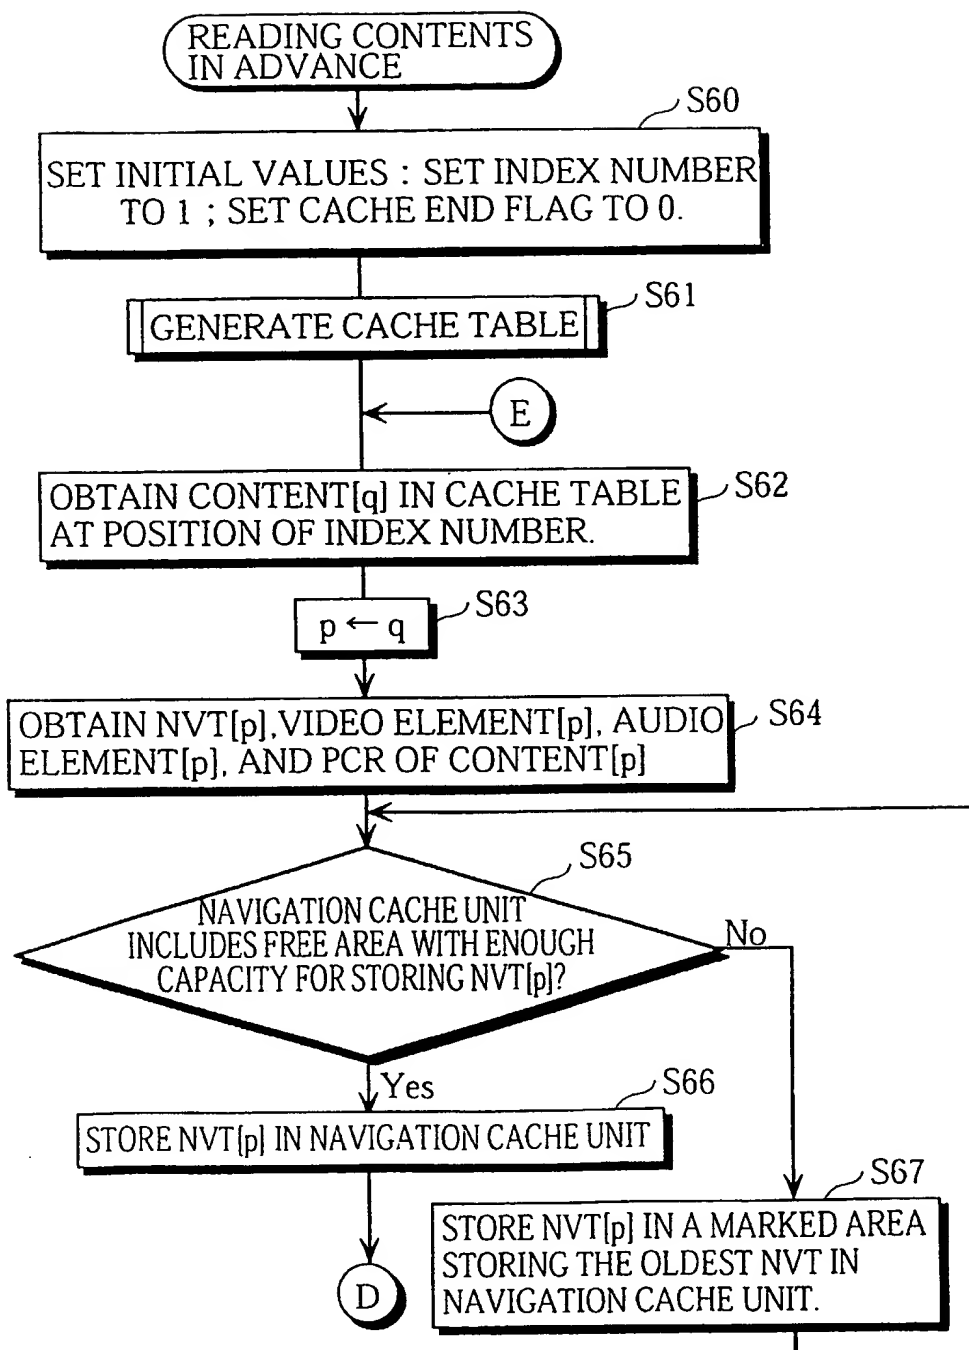 READING CONTENTS
IN ADVANCE
S60
SET INITIAL VALUES : SET INDEX NUMBER
TO 1 ; SET CACHE END FLAG TO 0.
S61
GENERATE CACHE TABLE
E
S62
OBTAIN CONTENT[q] IN CACHE TABLE
AT POSITION OF INDEX NUMBER.
S63
p ← q
S64
OBTAIN NVT[p],VIDEO ELEMENT[p], AUDIO
ELEMENT[p], AND PCR OF CONTENT[p]
S65
NAVIGATION CACHE UNIT
INCLUDES FREE AREA WITH ENOUGH
CAPACITY FOR STORING NVT[p]?
No
Yes
S66
STORE NVT[p] IN NAVIGATION CACHE UNIT
S67
STORE NVT[p] IN A MARKED AREA
STORING THE OLDEST NVT IN
NAVIGATION CACHE UNIT.
D